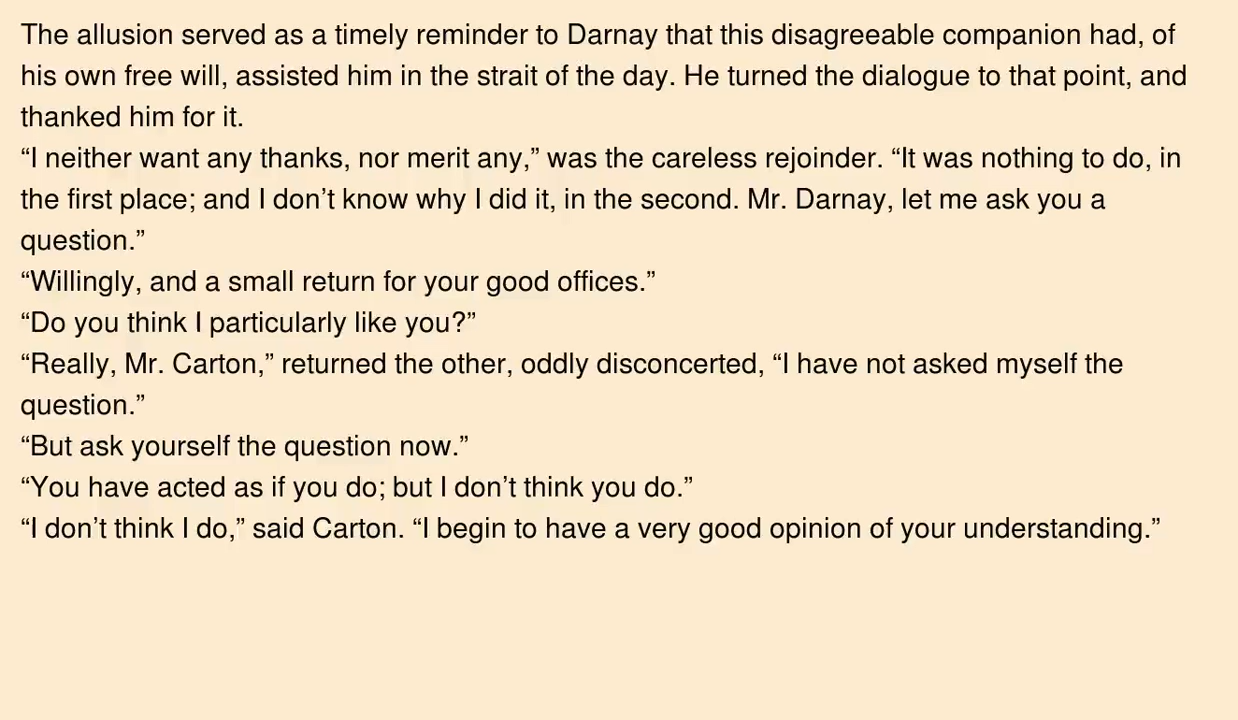 The allusion served as a timely reminder to Darnay that this disagreeable companion had, of
his own free will, assisted him in the strait of the day. He turned the dialogue to that point, and
thanked him for it.
“I neither want any thanks, nor merit any,” was the careless rejoinder. “It was nothing to do, in
the first place; and I don’t know why I did it, in the second. Mr. Darnay, let me ask you a
question.”
“Willingly, and a small return for your good offices.”
“Do you think I particularly like you?”
“Really, Mr. Carton,” returned the other, oddly disconcerted, “I have not asked myself the
question.”
“But ask yourself the question now.”
“You have acted as if you do; but I don’t think you do.”
“I don’t think I do,” said Carton. “I begin to have a very good opinion of your understanding.”